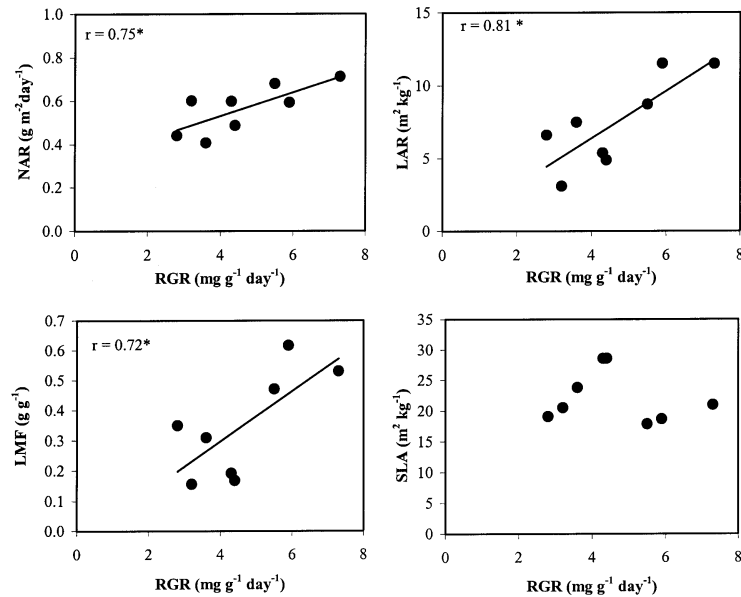 r = 0.75*
NAR (g m⁻²day⁻¹)
1.0
0.8
0.6
0.4
0.2
0.0
0 2 4 6 8
RGR (mg g⁻¹ day⁻¹)
r = 0.81 *
LAR (m² kg⁻¹)
15
10
5
0
0 2 4 6 8
RGR (mg g⁻¹ day⁻¹)
r = 0.72*
LMF (g g⁻¹)
0.7
0.6
0.5
0.4
0.3
0.2
0.1
0.0
0 2 4 6 8
RGR (mg g⁻¹ day⁻¹)
SLA (m² kg⁻¹)
35
30
25
20
15
10
5
0
0 2 4 6 8
RGR (mg g⁻¹ day⁻¹)